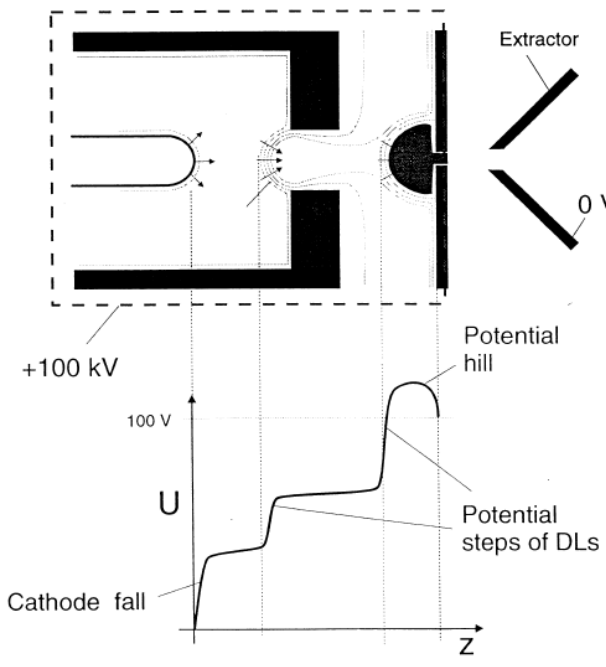 Extractor
0 V
+100 kV
Potential
hill
100 V
U
Potential
steps of DLs
Cathode fall
z